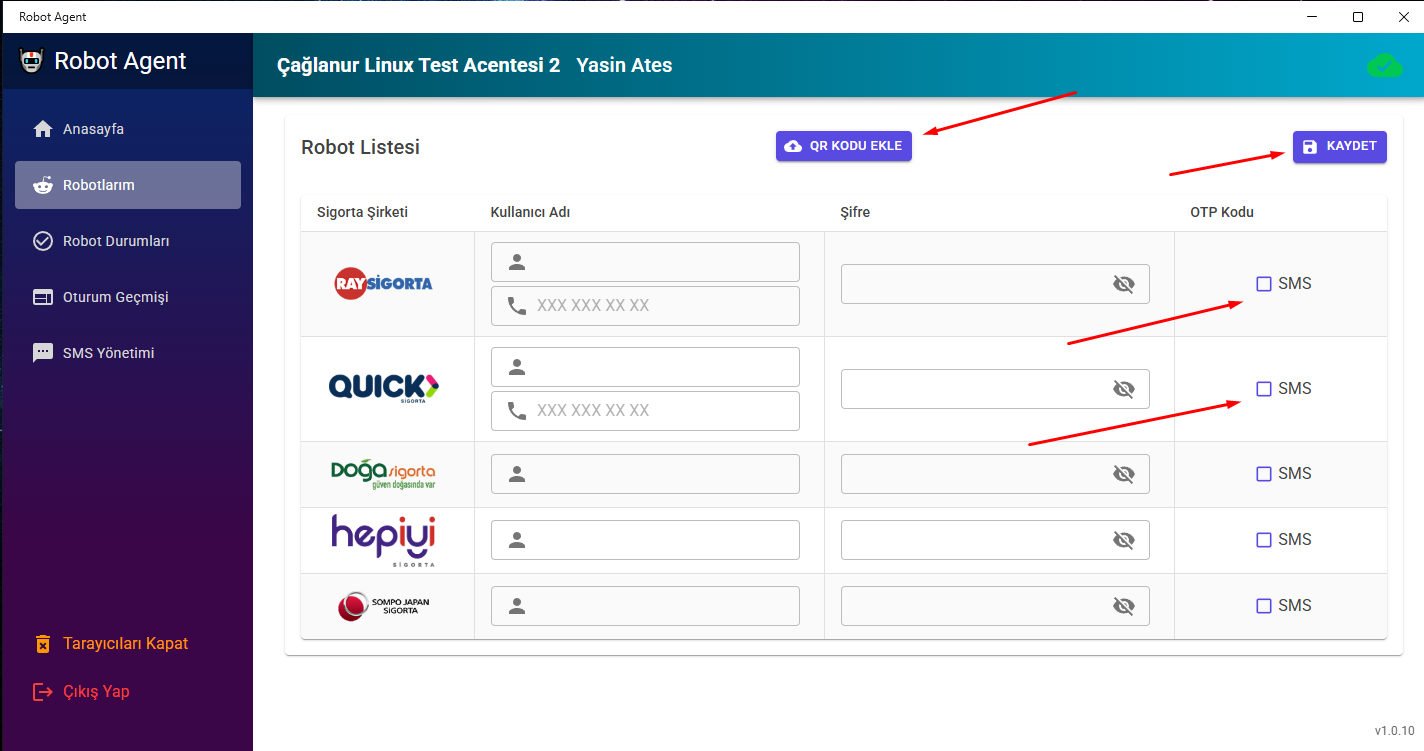 Robot Agent
Robot Agent
Çağlanur Linux Test Acentesi 2 Yasin Ates
Anasayfa
Robotlarım
Robot Durumları
Oturum Geçmişi
SMS Yönetimi
Tarayıcıları Kapat
Çıkış Yap
Robot Listesi
QR KODU EKLE
KAYDET
Sigorta Şirketi
Kullanıcı Adı
Şifre
OTP Kodu
RAY SİGORTA
XXX XXX XX XX
SMS
QUICK
SİGORTA
XXX XXX XX XX
SMS
DOĞA sigorta
güven doğasında var
SMS
hepiyi
SİGORTA
SMS
SOMPO JAPAN
SİGORTA
SMS
v1.0.10